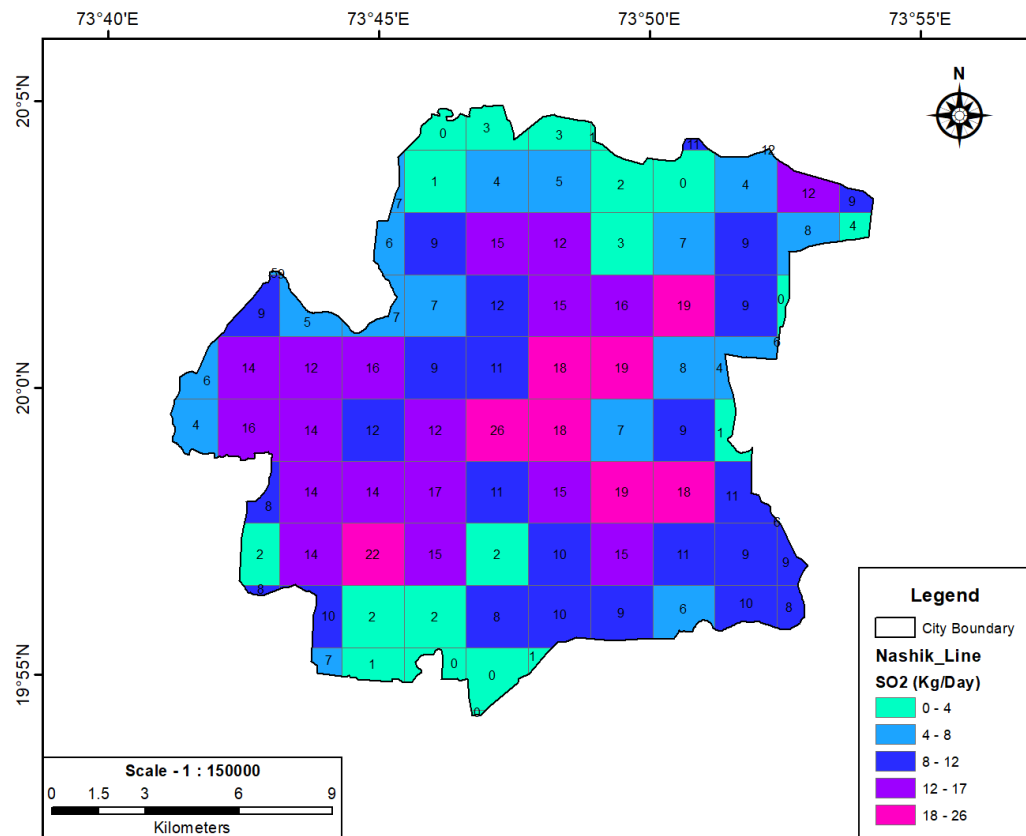 73°40'E 73°45'E 73°50'E 73°55'E
20°5'N
20°0'N
19°55'N
N
0 3 3 1 11 12
1 4 5 2 0 4 12 9
7
6 9 15 12 3 7 9 8 4
9 5 7 7 12 15 16 19 9 0
6 14 12 16 9 11 18 19 8 4 6
4 16 14 12 12 26 18 7 9 1
8 14 14 17 11 15 19 18 11
6
2 14 22 15 2 10 15 11 9 9
8
10 2 2 8 10 9 6 10 8
7 1 0 0 1
0
Legend
City Boundary
Nashik_Line
SO2 (Kg/Day)
0 - 4
4 - 8
8 - 12
12 - 17
18 - 26
Scale - 1 : 150000
0 1.5 3 6 9
Kilometers